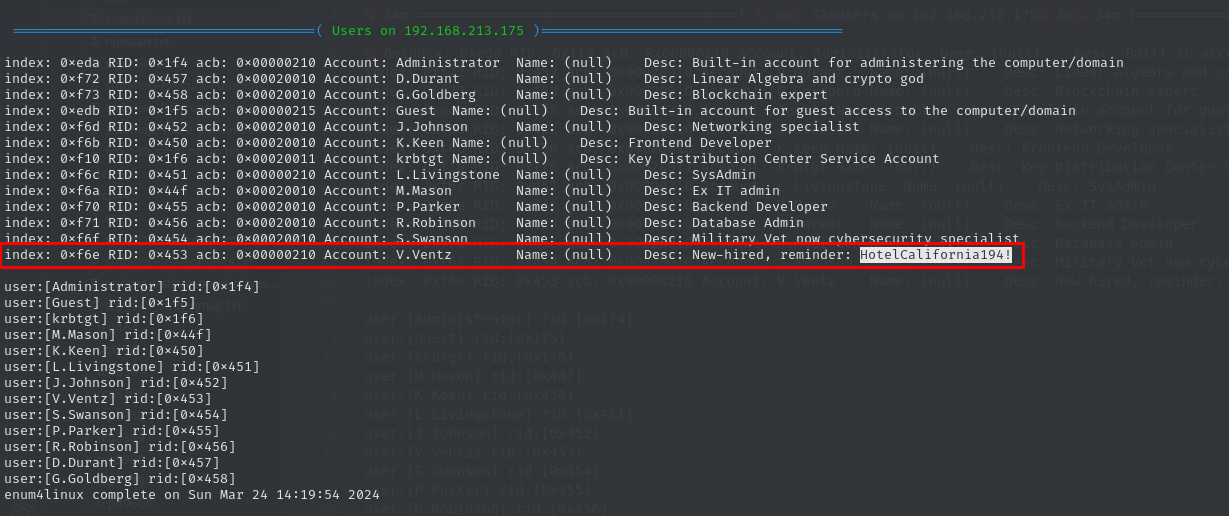 ( Users on 192.168.213.175 )
index: 0×eda RID: 0×1f4 acb: 0×00000210 Account: Administrator Name: (null) Desc: Built-in account for administering the computer/domain
index: 0×f72 RID: 0×457 acb: 0×00020010 Account: D.Durant Name: (null) Desc: Linear Algebra and crypto god
index: 0×f73 RID: 0×458 acb: 0×00020010 Account: G.Goldberg Name: (null) Desc: Blockchain expert
index: 0×edb RID: 0×1f5 acb: 0×00000215 Account: Guest Name: (null) Desc: Built-in account for guest access to the computer/domain
index: 0×f6d RID: 0×452 acb: 0×00020010 Account: J.Johnson Name: (null) Desc: Networking specialist
index: 0×f6b RID: 0×450 acb: 0×00020010 Account: K.Keen Name: (null) Desc: Frontend Developer
index: 0×f10 RID: 0×1f6 acb: 0×00020011 Account: krbtgt Name: (null) Desc: Key Distribution Center Service Account
index: 0×f6c RID: 0×451 acb: 0×00020010 Account: L.Livingstone Name: (null) Desc: SysAdmin
index: 0×f6a RID: 0×44f acb: 0×00020010 Account: M.Mason Name: (null) Desc: Ex IT admin
index: 0×f70 RID: 0×455 acb: 0×00020010 Account: P.Parker Name: (null) Desc: Backend Developer
index: 0×f71 RID: 0×456 acb: 0×00020010 Account: R.Robinson Name: (null) Desc: Database Admin
index: 0×f6f RID: 0×454 acb: 0×00020010 Account: S.Swanson Name: (null) Desc: Military Vet now cybersecurity specialist
index: 0×f6e RID: 0×453 acb: 0×00020010 Account: V.Ventz Name: (null) Desc: New-hired, reminder: HotelCalifornia194!
user:[Administrator] rid:[0×1f4]
user:[Guest] rid:[0×1f5]
user:[krbtgt] rid:[0×1f6]
user:[M.Mason] rid:[0×44f]
user:[K.Keen] rid:[0×450]
user:[L.Livingstone] rid:[0×451]
user:[J.Johnson] rid:[0×452]
user:[V.Ventz] rid:[0×453]
user:[S.Swanson] rid:[0×454]
user:[P.Parker] rid:[0×455]
user:[R.Robinson] rid:[0×456]
user:[D.Durant] rid:[0×457]
user:[G.Goldberg] rid:[0×458]
enum4linux complete on Sun Mar 24 14:19:54 2024